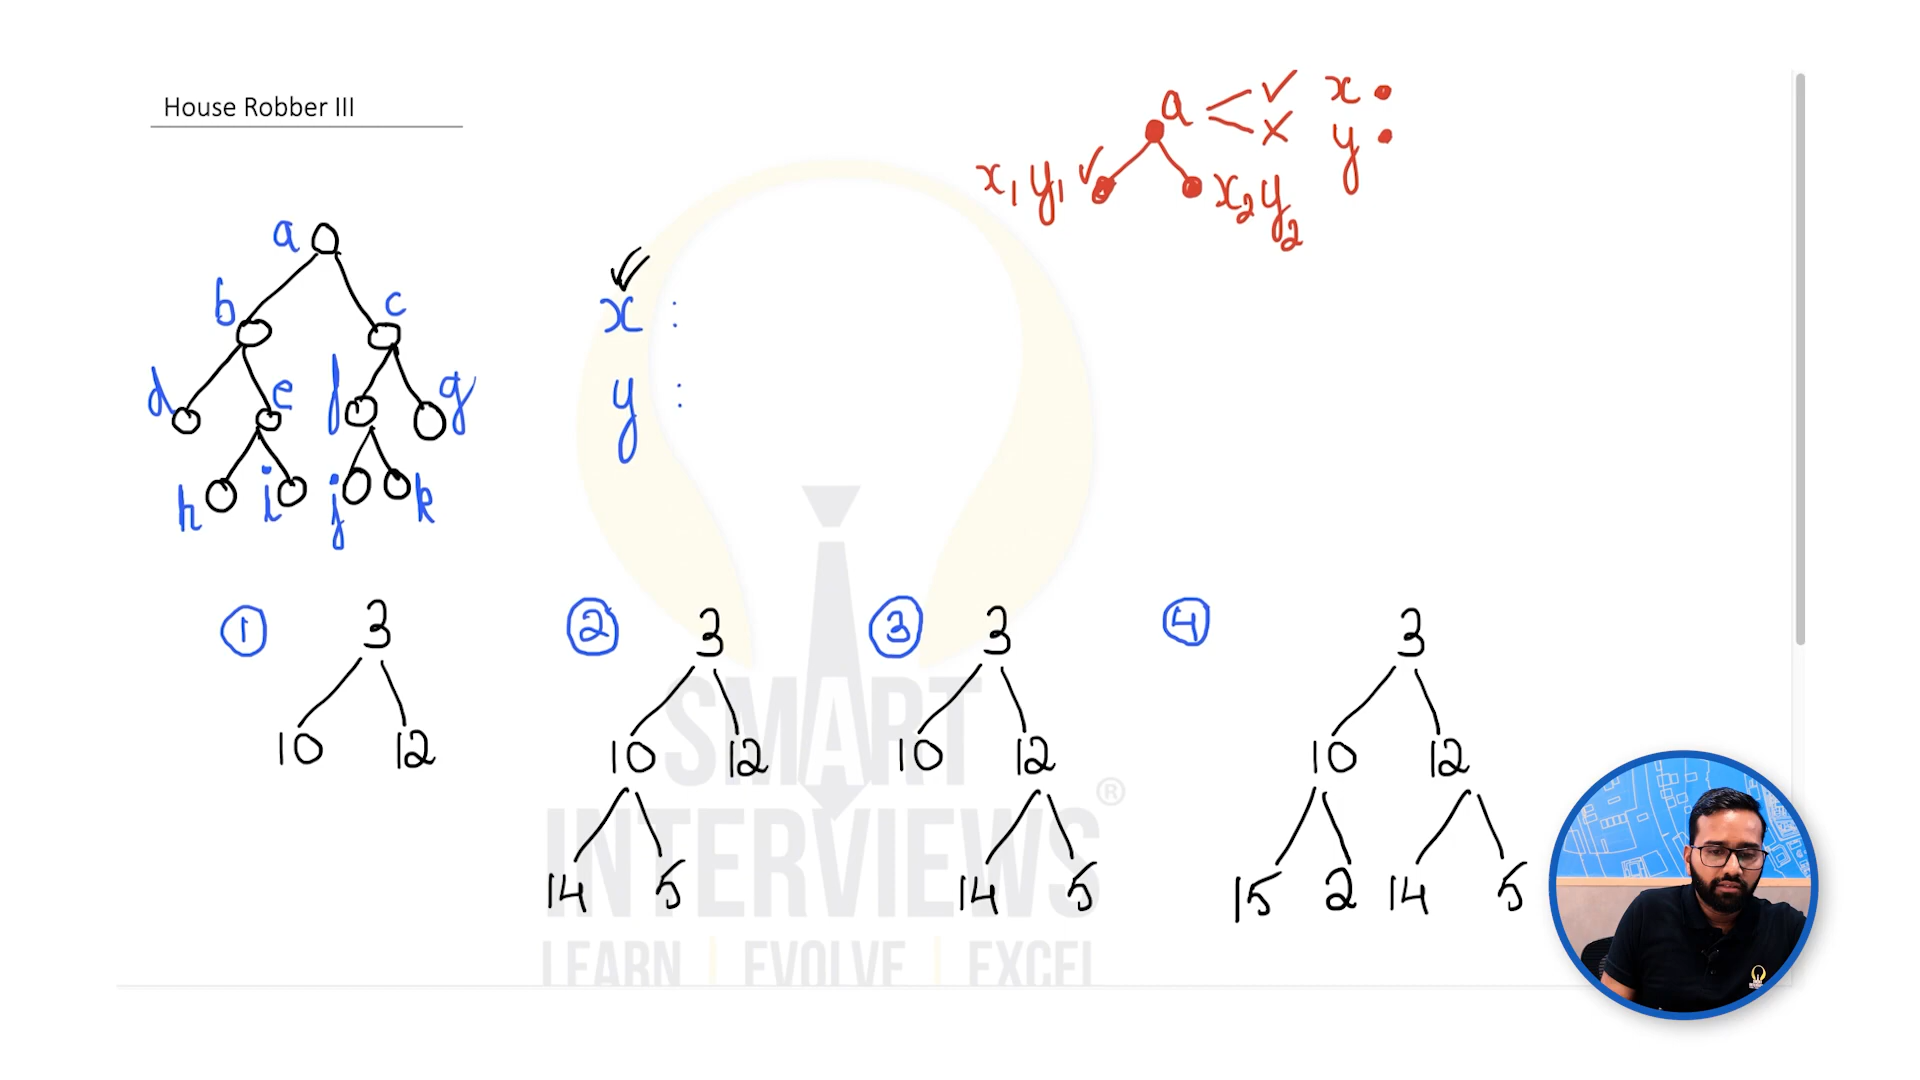 House Robber III
a ✓ x
× y
x₁ y₁ ✓ x₂ y₂
a
b c
d e f g
h i j k
x :
y :
1 3
10 12
2 3
10 12
14 5
3 3
10 12
14 5
4 3
10 12
15 2 14 5
SMART
INTERVIEWS ®
LEARN | EVOLVE | EXCEL